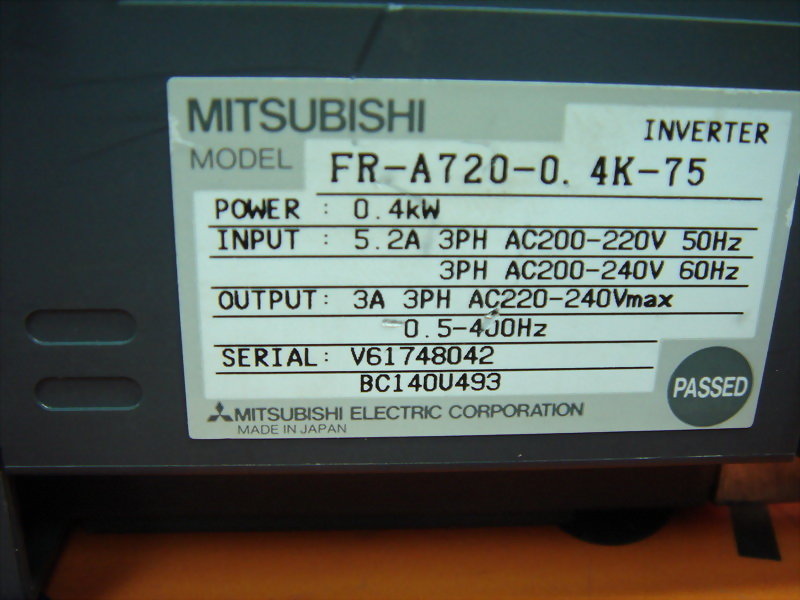 MITSUBISHI
INVERTER
MODEL FR-A720-0.4K-75
POWER : 0.4kW
INPUT : 5.2A 3PH AC200-220V 50Hz
3PH AC200-240V 60Hz
OUTPUT: 3A 3PH AC220-240Vmax
0.5-400Hz
SERIAL: V61748042
BC140U493
PASSED
MITSUBISHI ELECTRIC CORPORATION
MADE IN JAPAN